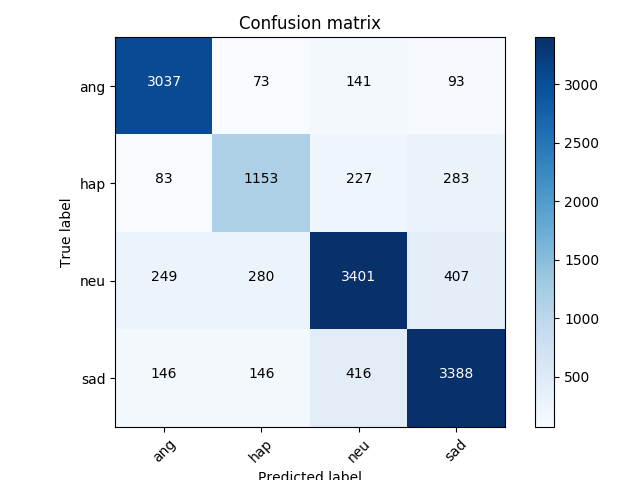 Confusion matrix
ang 3037 73 141 93
hap 83 1153 227 283
neu 249 280 3401 407
sad 146 146 416 3388
ang hap neu sad
True label
Predicted label
3000
2500
2000
1500
1000
500